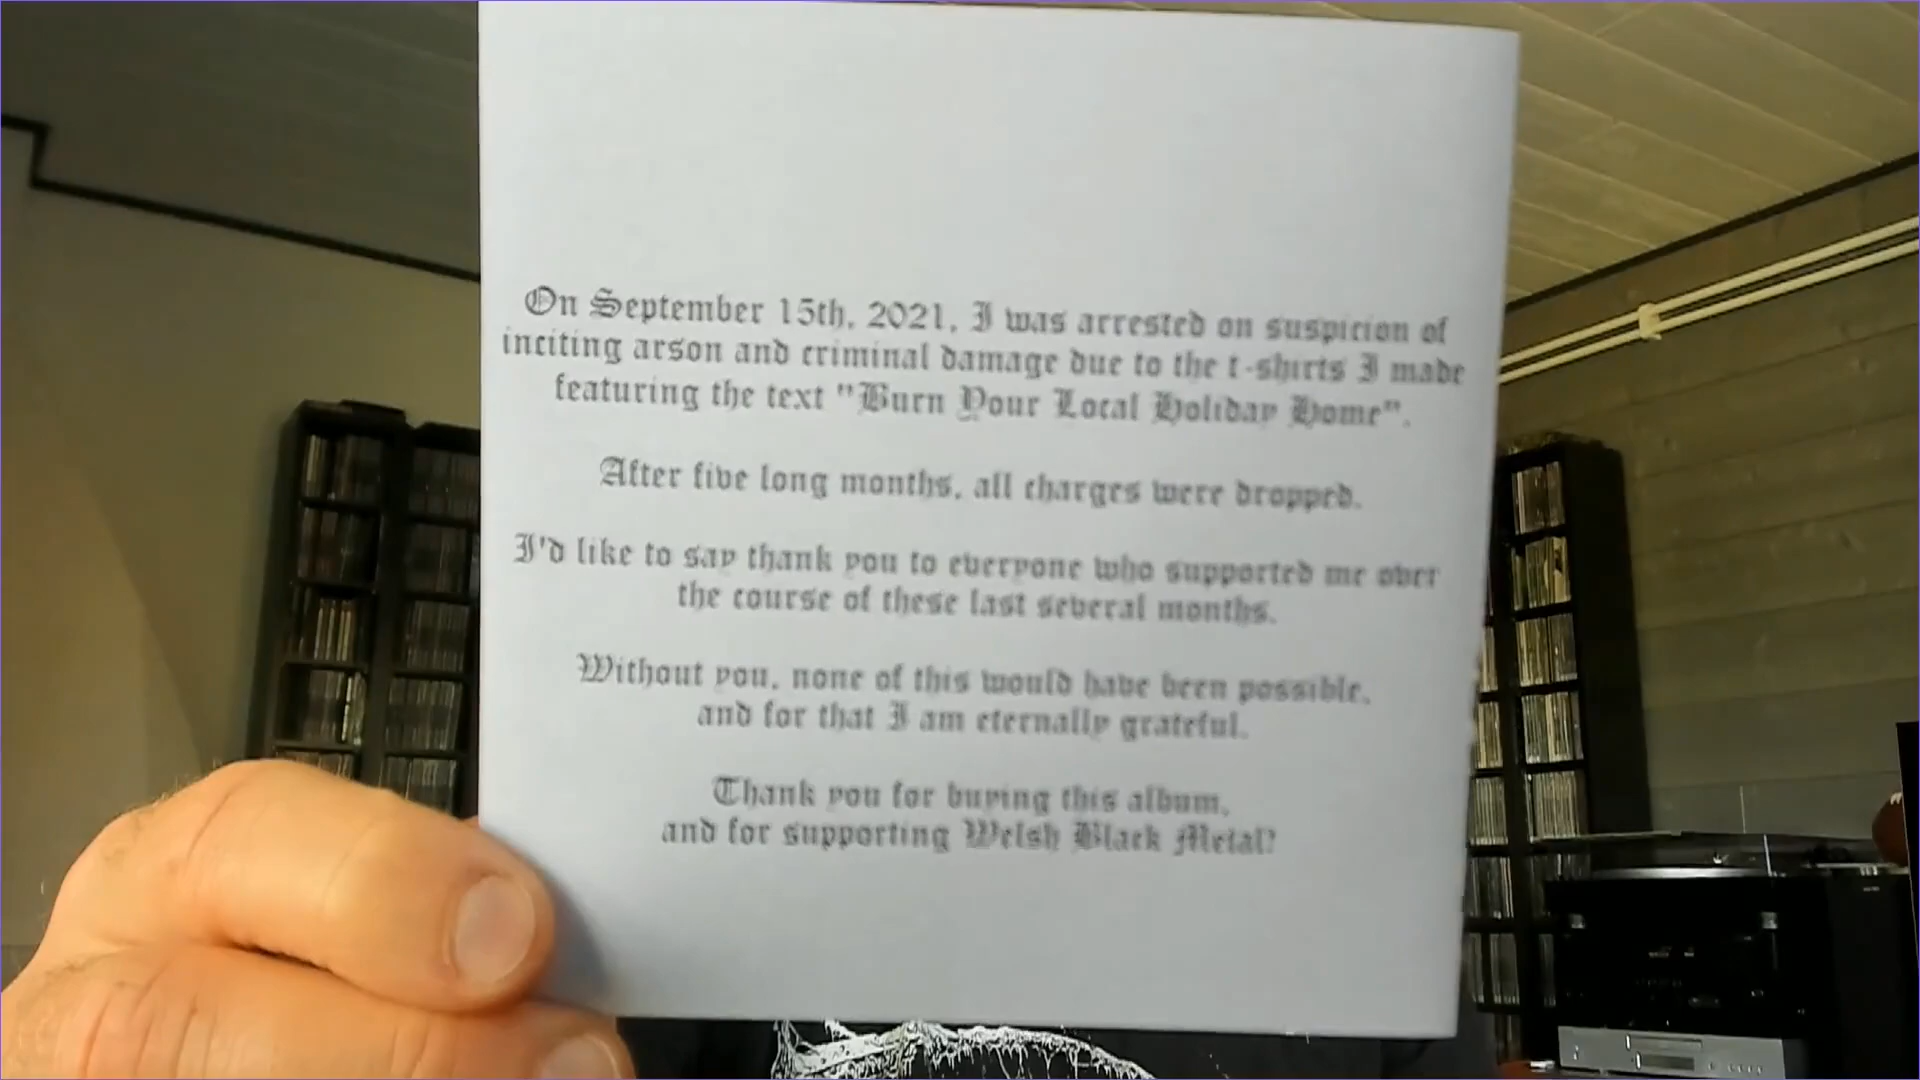 On September 15th, 2021, I was arrested on suspicion of
inciting arson and criminal damage due to the t-shirts I made
featuring the text "Burn Your Local Holiday Home".
After five long months, all charges were dropped.
I'd like to say thank you to everyone who supported me over
the course of these last several months.
Without you, none of this would have been possible,
and for that I am eternally grateful.
Thank you for buying this album,
and for supporting Welsh Black Metal!